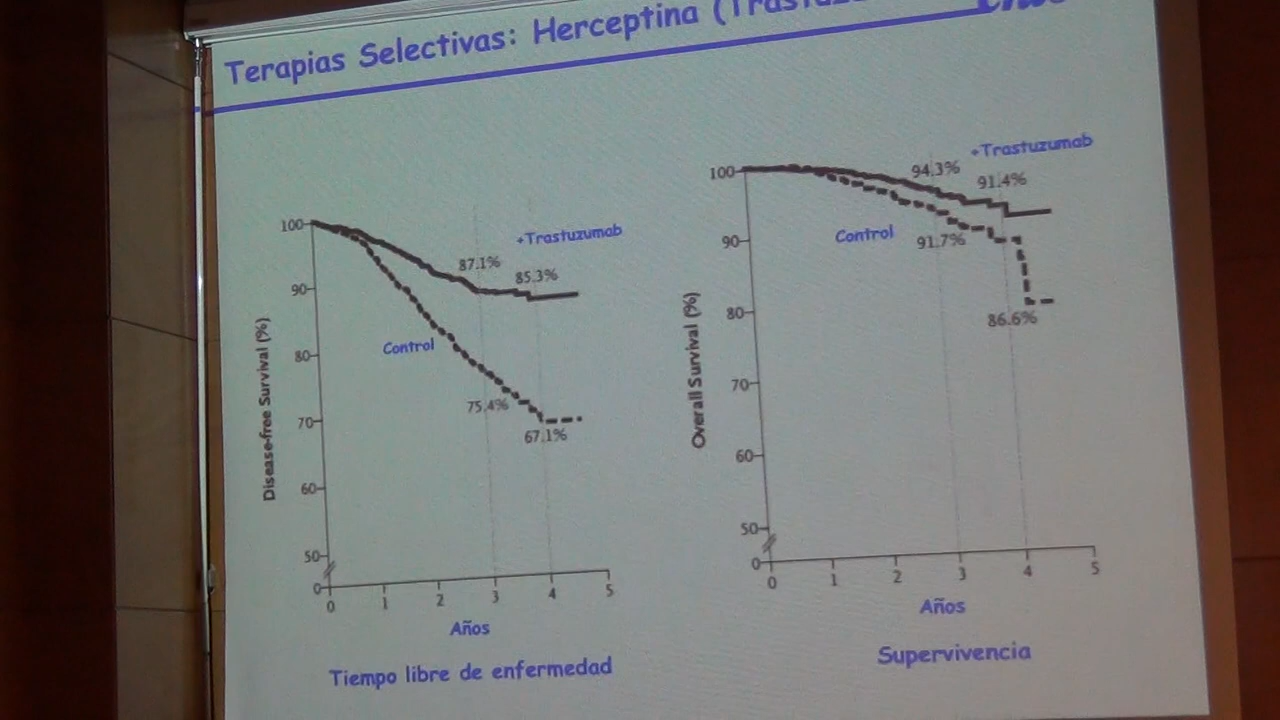 Terapias Selectivas: Herceptina (Trastuzu
Disease-free Survival (%)
100
90
80
70
60
50
0
+Trastuzumab
87.1%
85.3%
Control
75.4%
67.1%
0 1 2 3 4 5
Años
Tiempo libre de enfermedad
Overall Survival (%)
100
90
80
70
60
50
0
+Trastuzumab
94.3%
91.4%
Control
91.7%
86.6%
0 1 2 3 4 5
Años
Supervivencia